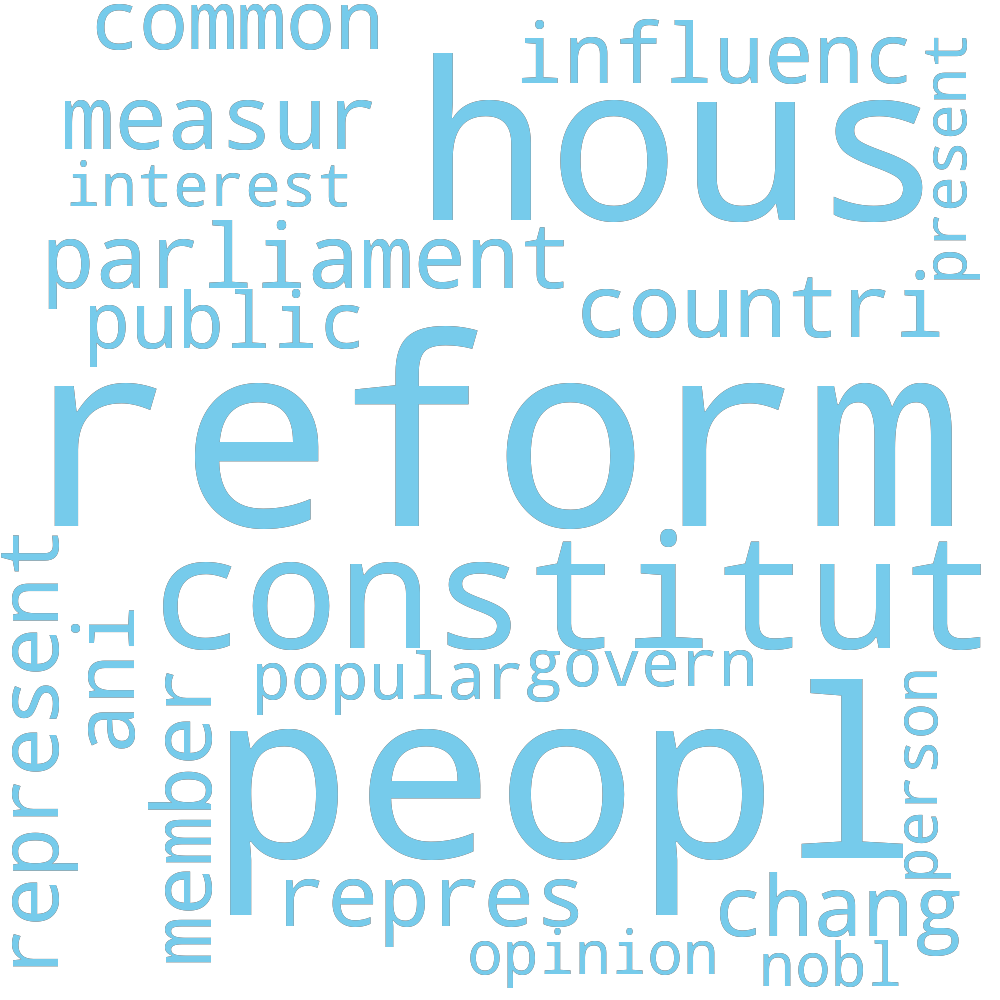 common
influenc
present
measur
hous
interest
parliament
public
countri
reform
constitut
represent
ani
popular
govern
member
peopl
person
repres
chang
opinion
nobl